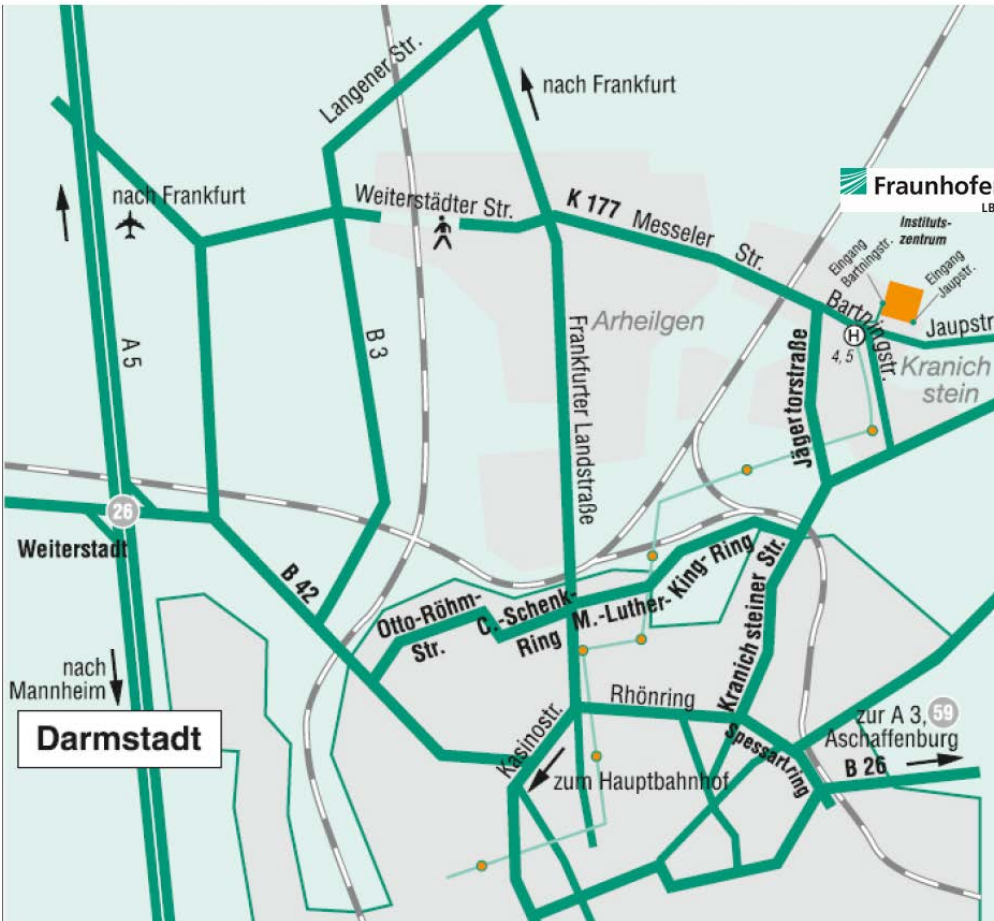 Langener Str.
nach Frankfurt
nach Frankfurt
Weiterstädter Str.
K 177 Messeler Str.
Fraunhofer
LB
Instituts-
zentrum
Eingang
Bartningstr.
Eingang
Jaupstr.
Bartningstr.
Jaupstr
H
4, 5
Arheilgen
Kranich
stein
A 5
B 3
Frankfurter Landstraße
Jägertorstraße
26
Weiterstadt
B 42
Otto-Röhm-
Str.
C.-Schenk-
Ring
M.-Luther-King-Ring
Kranichsteiner Str.
nach
Mannheim
Darmstadt
Rhönring
Kasinostr.
zum Hauptbahnhof
Spessartring
zur A 3, 59
Aschaffenburg
B 26